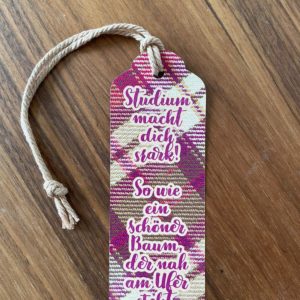 Studium
macht
dich
stark!
So wie
ein
schöner
Baum,
der nah
am Ufer